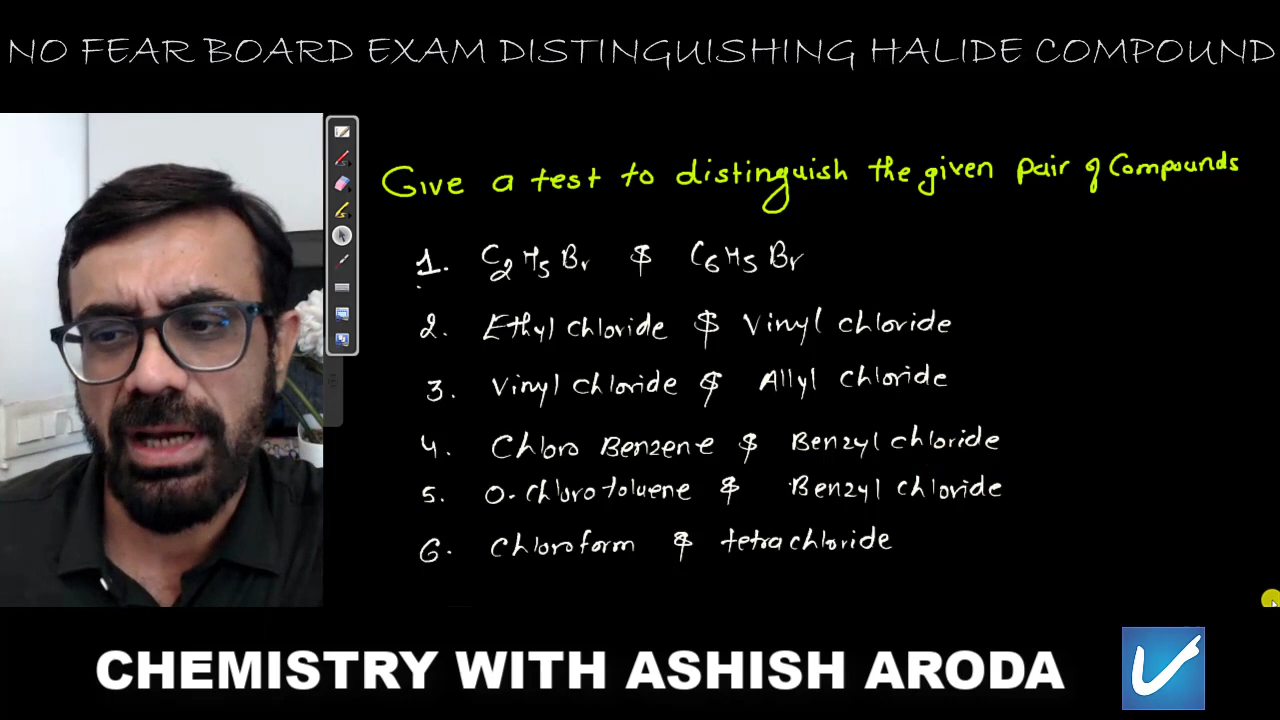 NO FEAR BOARD EXAM DISTINGUISHING HALIDE COMPOUND
Give a test to distinguish the given pair of Compounds
1. C2H5Br & C6H5Br
2. Ethyl chloride & Vinyl chloride
3. Vinyl chloride & Allyl chloride
4. Chloro Benzene & Benzyl chloride
5. O-Chlorotoluene & Benzyl chloride
6. Chloroform & tetrachloride
CHEMISTRY WITH ASHISH ARODA